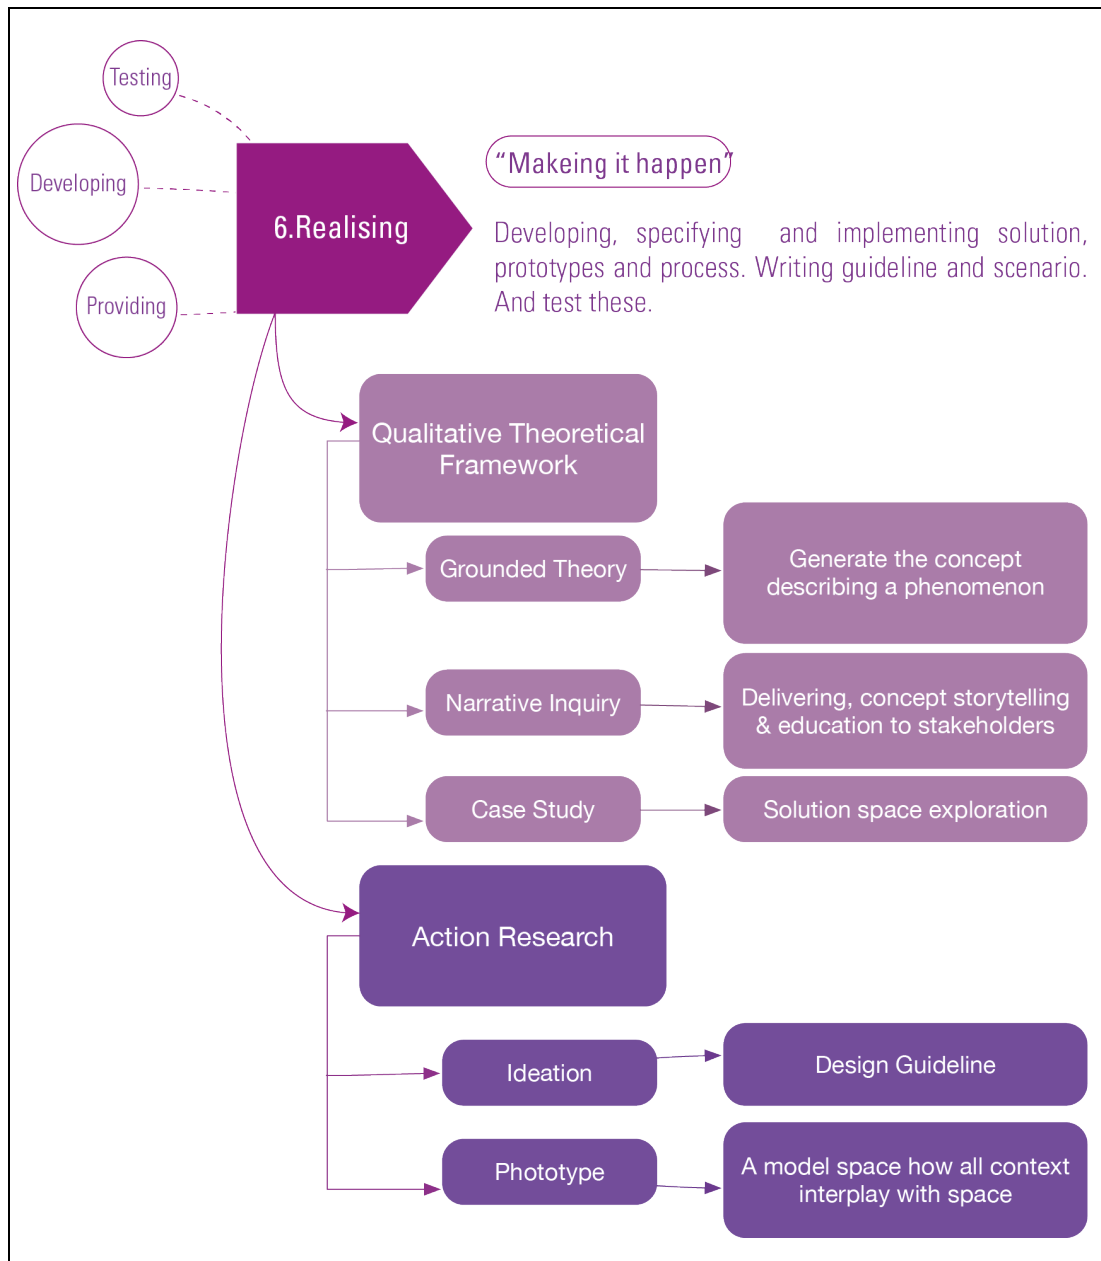 Testing
Developing
Providing
6.Realising
“Makeing it happen”
Developing, specifying and implementing solution,
prototypes and process. Writing guideline and scenario.
And test these.
Qualitative Theoretical
Framework
Grounded Theory
Generate the concept
describing a phenomenon
Narrative Inquiry
Delivering, concept storytelling
& education to stakeholders
Case Study
Solution space exploration
Action Research
Ideation
Design Guideline
Phototype
A model space how all context
interplay with space